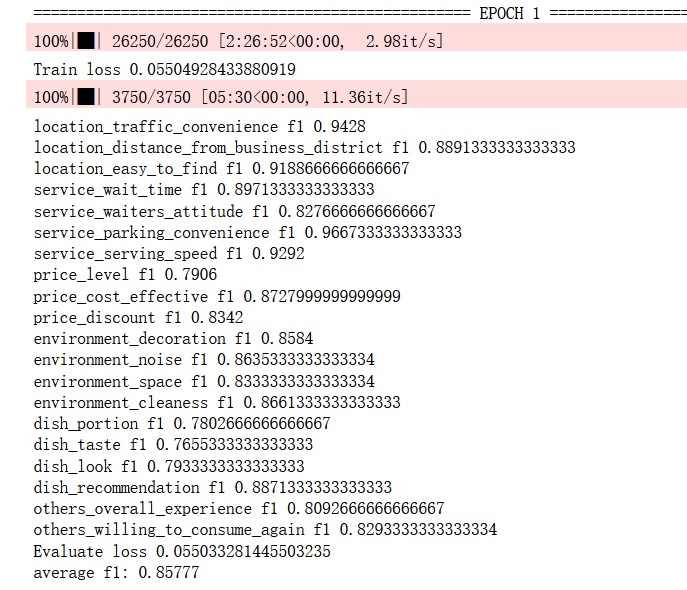 ================================================== EPOCH 1 ================
100%|██| 26250/26250 [2:26:52<00:00, 2.98it/s]
Train loss 0.05504928433880919
100%|██| 3750/3750 [05:30<00:00, 11.36it/s]
location_traffic_convenience f1 0.9428
location_distance_from_business_district f1 0.8891333333333333
location_easy_to_find f1 0.9188666666666667
service_wait_time f1 0.8971333333333333
service_waiters_attitude f1 0.8276666666666667
service_parking_convenience f1 0.9667333333333333
service_serving_speed f1 0.9292
price_level f1 0.7906
price_cost_effective f1 0.8727999999999999
price_discount f1 0.8342
environment_decoration f1 0.8584
environment_noise f1 0.8635333333333334
environment_space f1 0.8333333333333334
environment_cleaness f1 0.8661333333333333
dish_portion f1 0.7802666666666667
dish_taste f1 0.7655333333333333
dish_look f1 0.7933333333333333
dish_recommendation f1 0.8871333333333333
others_overall_experience f1 0.8092666666666667
others_willing_to_consume_again f1 0.8293333333333334
Evaluate loss 0.055033281445503235
average f1: 0.85777